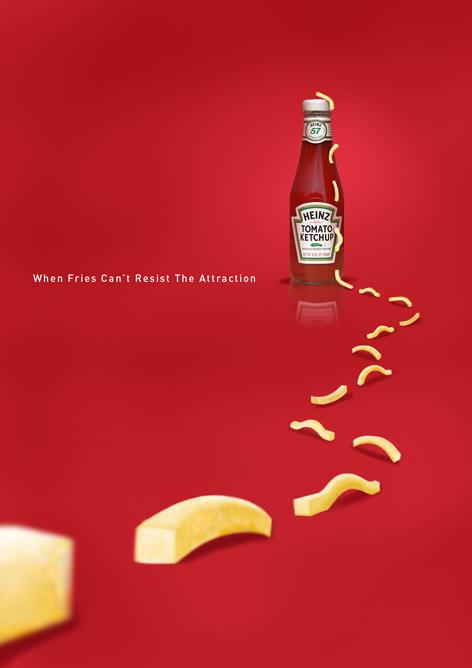 HEINZ
57
HEINZ
TOMATO
KETCHUP
When Fries Can't Resist The Attraction